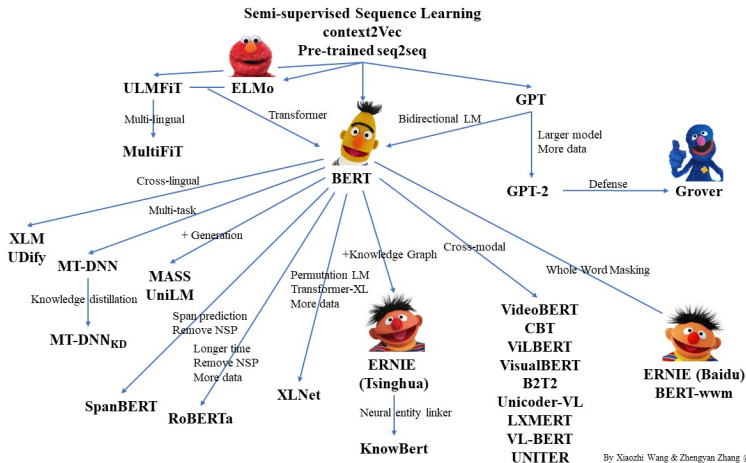 Semi-supervised Sequence Learning
context2Vec
Pre-trained seq2seq
ULMFiT
ELMo
GPT
Multi-lingual
Transformer
Bidirectional LM
Larger model
More data
MultiFiT
BERT
GPT-2
Defense
Grover
Cross-lingual
Multi-task
+ Generation
+Knowledge Graph
Cross-modal
Whole Word Masking
XLM
UDify
MT-DNN
MASS
UniLM
Permutation LM
Transformer-XL
More data
Knowledge distillation
MT-DNNKD
Span prediction
Remove NSP
Longer time
Remove NSP
More data
VideoBERT
CBT
ViLBERT
VisualBERT
B2T2
Unicoder-VL
LXMERT
VL-BERT
UNITER
ERNIE
(Tsinghua)
ERNIE (Baidu)
BERT-wwm
SpanBERT
RoBERTa
XLNet
Neural entity linker
KnowBert
By Xiaozhi Wang & Zhengyan Zhang @